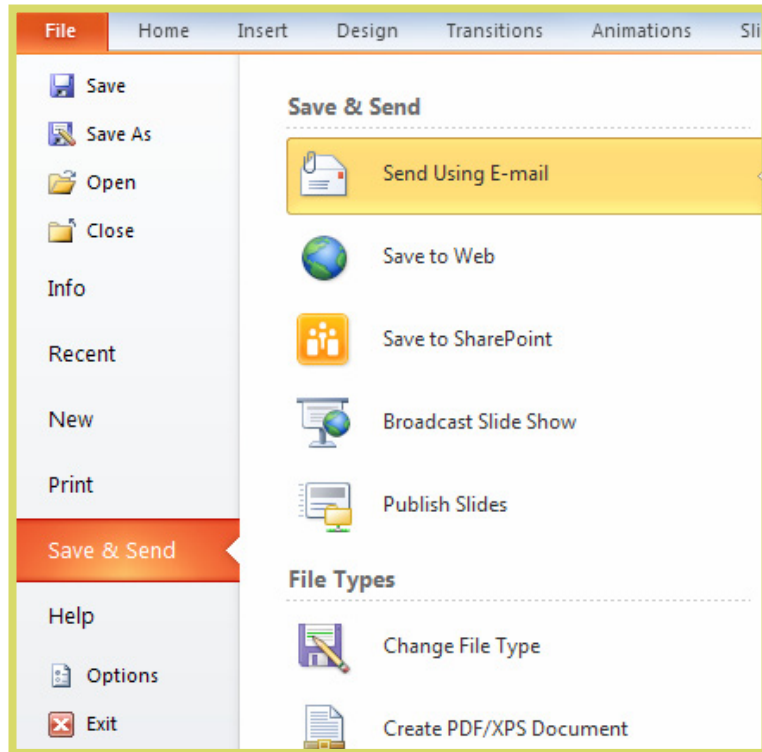 File Home Insert Design Transitions Animations Sli
Save
Save As
Open
Close
Info
Recent
New
Print
Save & Send
Help
Options
Exit
Save & Send
Send Using E-mail
Save to Web
Save to SharePoint
Broadcast Slide Show
Publish Slides
File Types
Change File Type
Create PDF/XPS Document